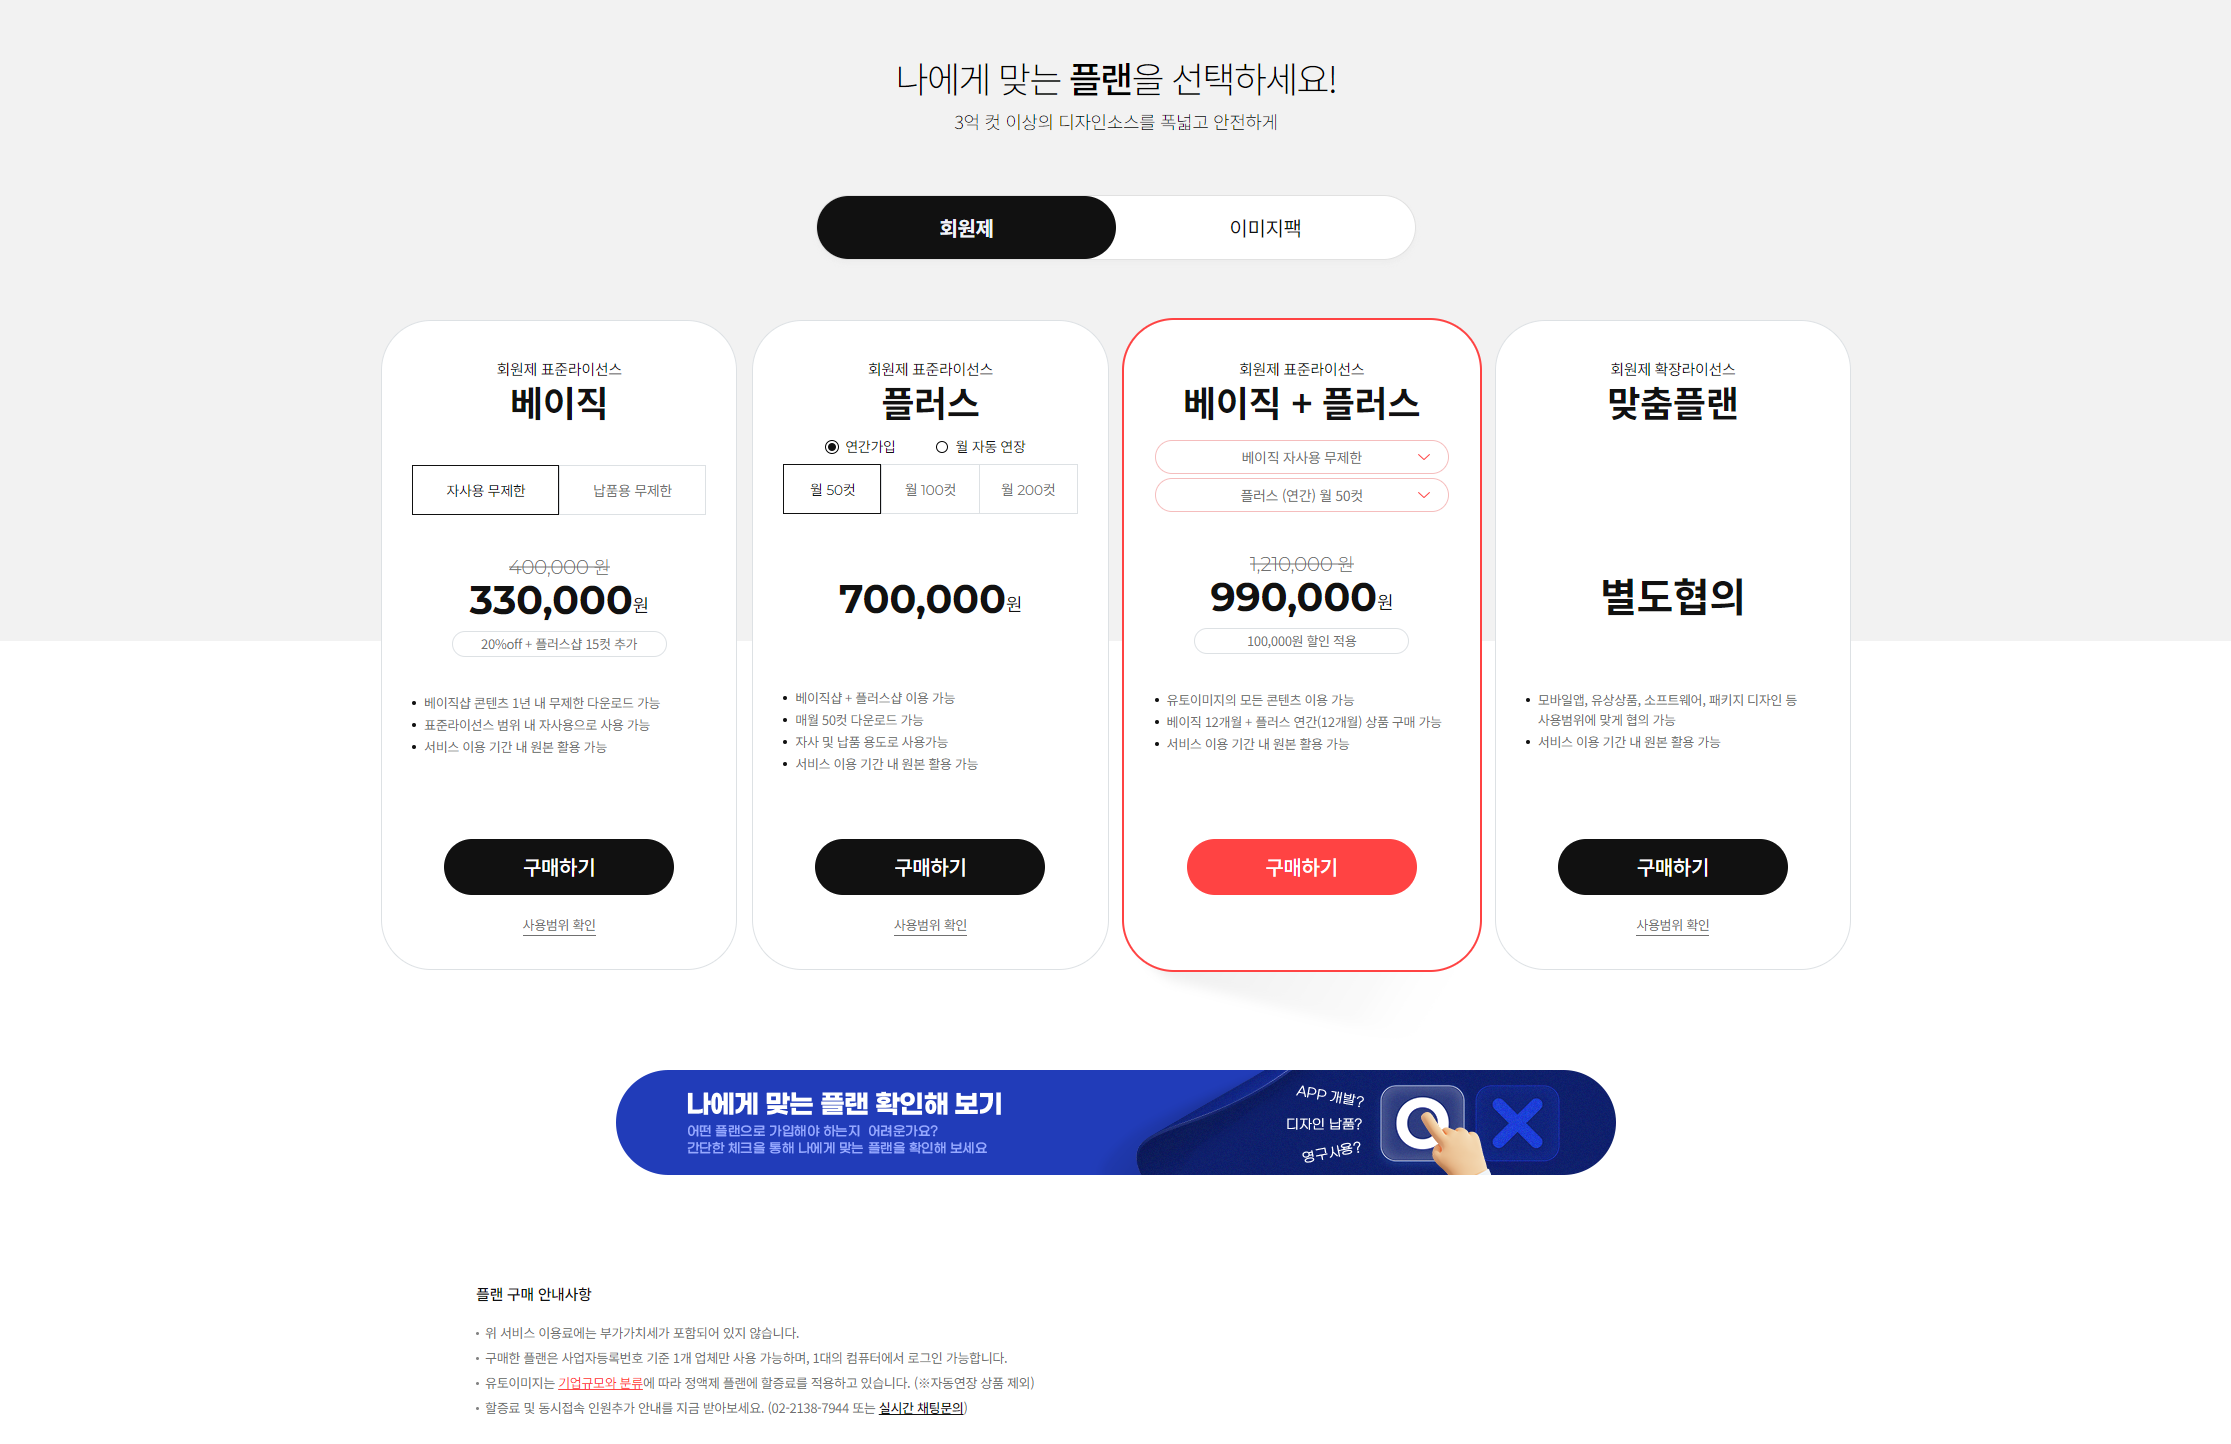 나에게 맞는 플랜을 선택하세요!
3억 컷 이상의 디자인소스를 폭넓고 안전하게
회원제
이미지팩
회원제 표준라이선스
베이직
자사용 무제한
납품용 무제한
400,000 원
330,000원
20%off + 플러스샵 15컷 추가
베이직샵 콘텐츠 1년 내 무제한 다운로드 가능
표준라이선스 범위 내 자사용으로 사용 가능
서비스 이용 기간 내 원본 활용 가능
구매하기
사용범위 확인
회원제 표준라이선스
플러스
연간가입
월 자동 연장
월 50컷
월 100컷
월 200컷
700,000원
베이직샵 + 플러스샵 이용 가능
매월 50컷 다운로드 가능
자사 및 납품 용도로 사용가능
서비스 이용 기간 내 원본 활용 가능
구매하기
사용범위 확인
회원제 표준라이선스
베이직 + 플러스
베이직 자사용 무제한
플러스 (연간) 월 50컷
1,210,000 원
990,000원
100,000원 할인 적용
유토이미지의 모든 콘텐츠 이용 가능
베이직 12개월 + 플러스 연간(12개월) 상품 구매 가능
서비스 이용 기간 내 원본 활용 가능
구매하기
회원제 확장라이선스
맞춤플랜
별도협의
모바일앱, 유상상품, 소프트웨어, 패키지 디자인 등
사용범위에 맞게 협의 가능
서비스 이용 기간 내 원본 활용 가능
구매하기
사용범위 확인
나에게 맞는 플랜 확인해 보기
어떤 플랜으로 가입해야 하는지 어려운가요?
간단한 체크를 통해 나에게 맞는 플랜을 확인해 보세요
APP 개발?
디자인 납품?
영구사용?
플랜 구매 안내사항
위 서비스 이용료에는 부가가치세가 포함되어 있지 않습니다.
구매한 플랜은 사업자등록번호 기준 1개 업체만 사용 가능하며, 1대의 컴퓨터에서 로그인 가능합니다.
유토이미지는 기업규모와 분류에 따라 정액제 플랜에 할증료를 적용하고 있습니다. (※자동연장 상품 제외)
할증료 및 동시접속 인원추가 안내를 지금 받아보세요. (02-2138-7944 또는 실시간 채팅문의)